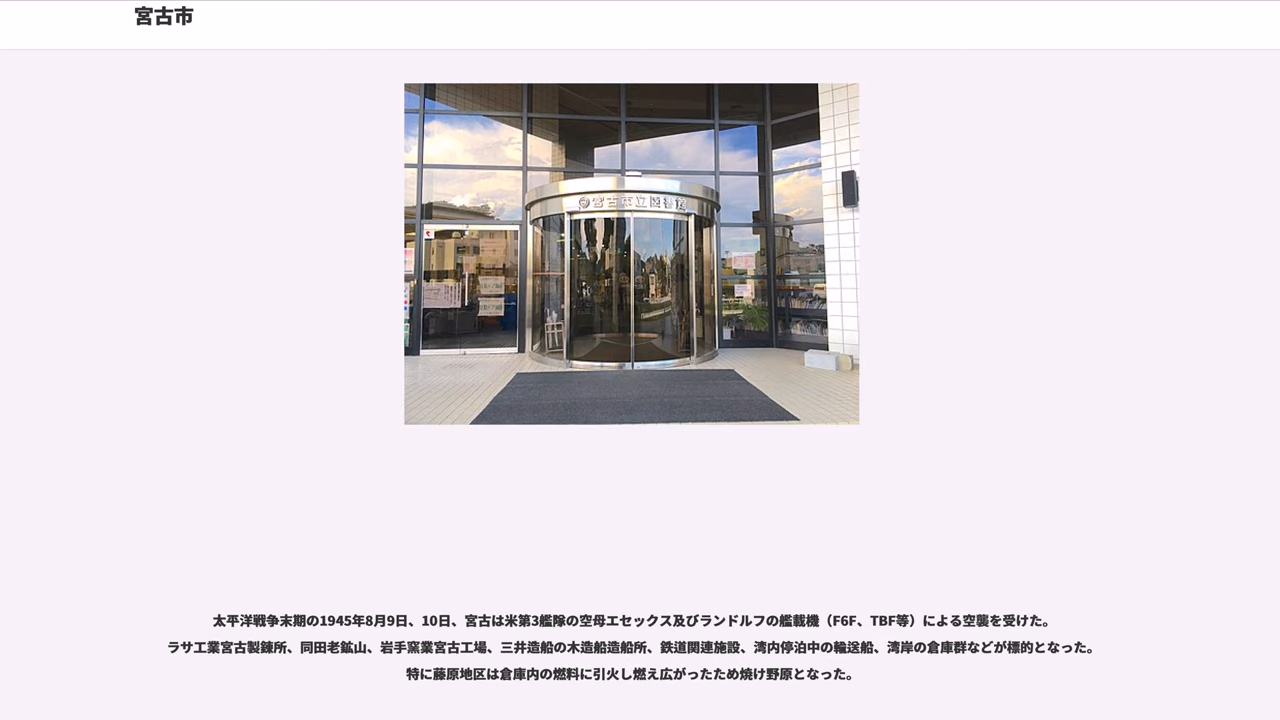 宮古市
宮古市立図書館
太平洋戦争末期の1945年8月9日、10日、宮古は米第3艦隊の空母エセックス及びランドルフの艦載機（F6F、TBF等）による空襲を受けた。
ラサ工業宮古製錬所、同田老鉱山、岩手窯業宮古工場、三井造船の木造船造船所、鉄道関連施設、湾内停泊中の輸送船、湾岸の倉庫群などが標的となった。
特に藤原地区は倉庫内の燃料に引火し燃え広がったため焼け野原となった。